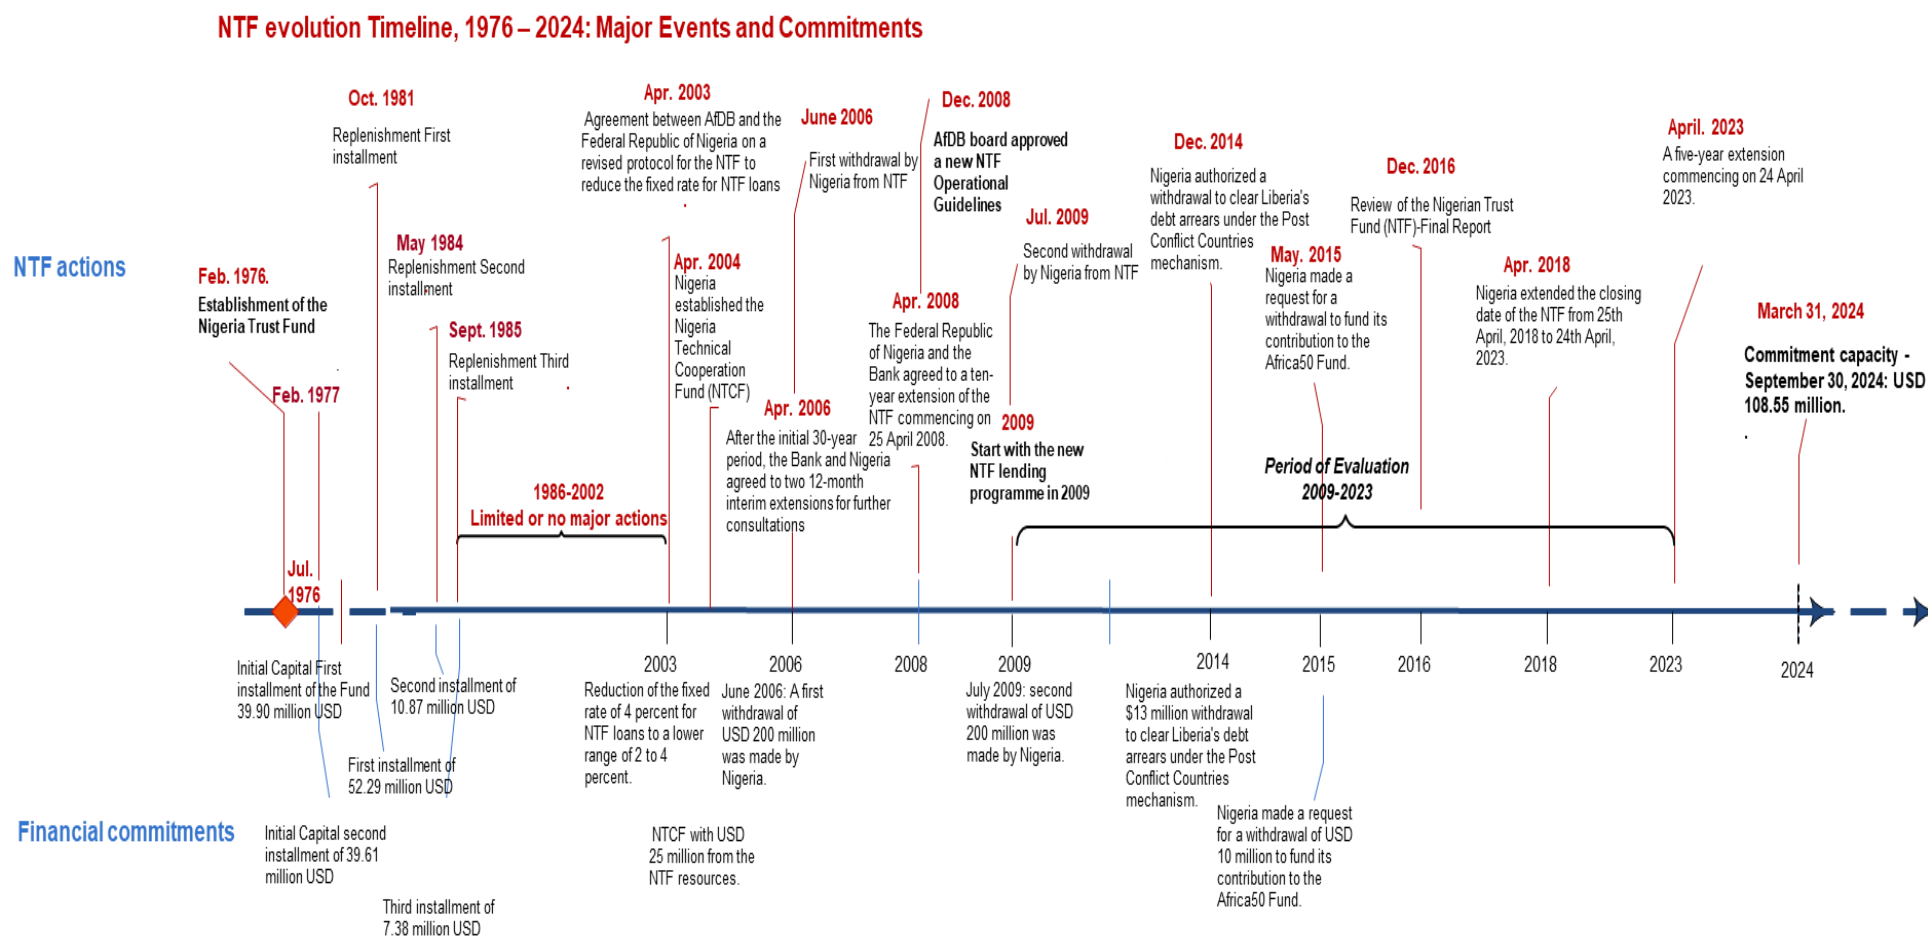 NTF evolution Timeline, 1976 – 2024: Major Events and Commitments
NTF actions
Feb. 1976.
Establishment of the
Nigeria Trust Fund
Feb. 1977
Jul.
1976
Oct. 1981
Replenishment First
installment
May 1984
Replenishment Second
installment
Sept. 1985
Replenishment Third
installment
1986-2002
Limited or no major actions
Apr. 2003
Agreement between AfDB and the
Federal Republic of Nigeria on a
revised protocol for the NTF to
reduce the fixed rate for NTF loans
Apr. 2004
Nigeria
established the
Nigeria
Technical
Cooperation
Fund (NTCF)
June 2006
First withdrawal by
Nigeria from NTF
Apr. 2006
After the initial 30-year
period, the Bank and Nigeria
agreed to two 12-month
interim extensions for further
consultations
Dec. 2008
AfDB board approved
a new NTF
Operational
Guidelines
Apr. 2008
The Federal Republic
of Nigeria and the
Bank agreed to a ten-
year extension of the
NTF commencing on
25 April 2008.
Jul. 2009
Second withdrawal
by Nigeria from NTF
2009
Start with the new
NTF lending
programme in 2009
Dec. 2014
Nigeria authorized a
withdrawal to clear Liberia's
debt arrears under the Post
Conflict Countries
mechanism.
May. 2015
Nigeria made a
request for a
withdrawal to fund its
contribution to the
Africa50 Fund.
Period of Evaluation
2009-2023
Dec. 2016
Review of the Nigerian Trust
Fund (NTF)-Final Report
Apr. 2018
Nigeria extended the closing
date of the NTF from 25th
April, 2018 to 24th April,
2023.
April. 2023
A five-year extension
commencing on 24 April
2023.
March 31, 2024
Commitment capacity -
September 30, 2024: USD
108.55 million.
.
2003
2006
2008
2009
2014
2015
2016
2018
2023
2024
Financial commitments
Initial Capital First
installment of the Fund
39.90 million USD
Initial Capital second
installment of 39.61
million USD
First installment of
52.29 million USD
Second installment of
10.87 million USD
Third installment of
7.38 million USD
Reduction of the fixed
rate of 4 percent for
NTF loans to a lower
range of 2 to 4
percent.
NTCF with USD
25 million from the
NTF resources.
June 2006: A first
withdrawal of
USD 200 million
was made by
Nigeria.
July 2009: second
withdrawal of USD
200 million was
made by Nigeria.
Nigeria authorized a
$13 million withdrawal
to clear Liberia's debt
arrears under the Post
Conflict Countries
mechanism.
Nigeria made a request
for a withdrawal of USD
10 million to fund its
contribution to the
Africa50 Fund.